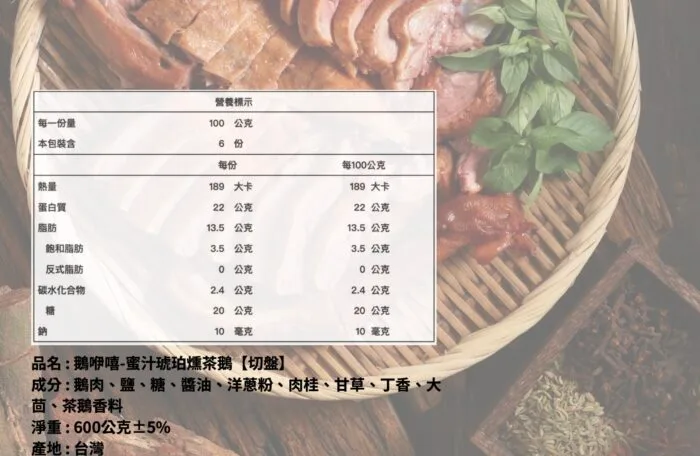 營養標示
每一份量 100 公克
本包裝含 6 份
每份 每100公克
熱量 189 大卡 189 大卡
蛋白質 22 公克 22 公克
脂肪 13.5 公克 13.5 公克
飽和脂肪 3.5 公克 3.5 公克
反式脂肪 0 公克 0 公克
碳水化合物 2.4 公克 2.4 公克
糖 20 公克 20 公克
鈉 10 毫克 10 毫克
品名 : 鵝咿嘻-蜜汁琥珀燻茶鵝【切盤】
成分 : 鵝肉、鹽、糖、醬油、洋蔥粉、肉桂、甘草、丁香、大
茴、茶鵝香料
淨重 : 600公克±5%
產地 : 台灣